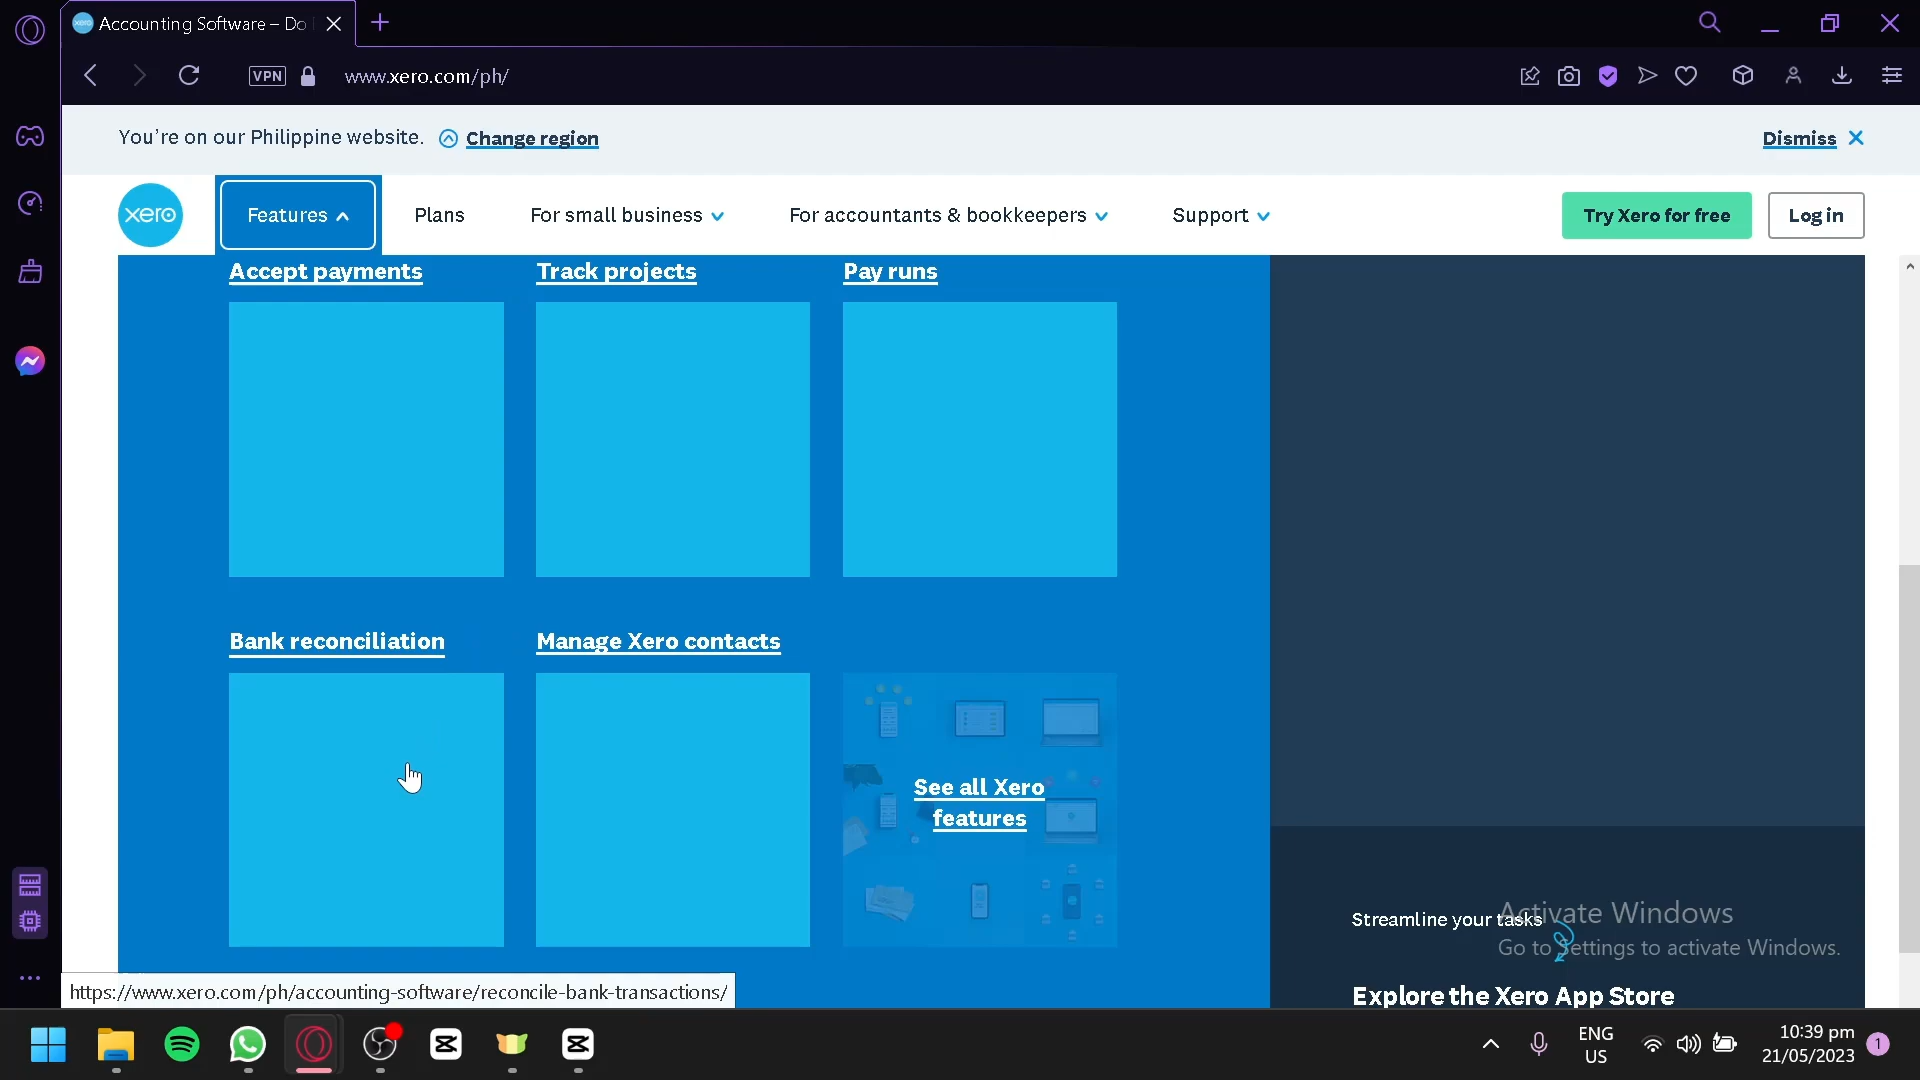 Accounting Software – Do
VPN
www.xero.com/ph/
You're on our Philippine website.
Change region
Dismiss
xero
Features
Plans
For small business
For accountants & bookkeepers
Support
Try Xero for free
Log in
Accept payments
Track projects
Pay runs
Bank reconciliation
Manage Xero contacts
See all Xero
features
Streamline your tasks
Activate Windows
Go to Settings to activate Windows.
Explore the Xero App Store
https://www.xero.com/ph/accounting-software/reconcile-bank-transactions/
ENG
US
10:39 pm
21/05/2023
1